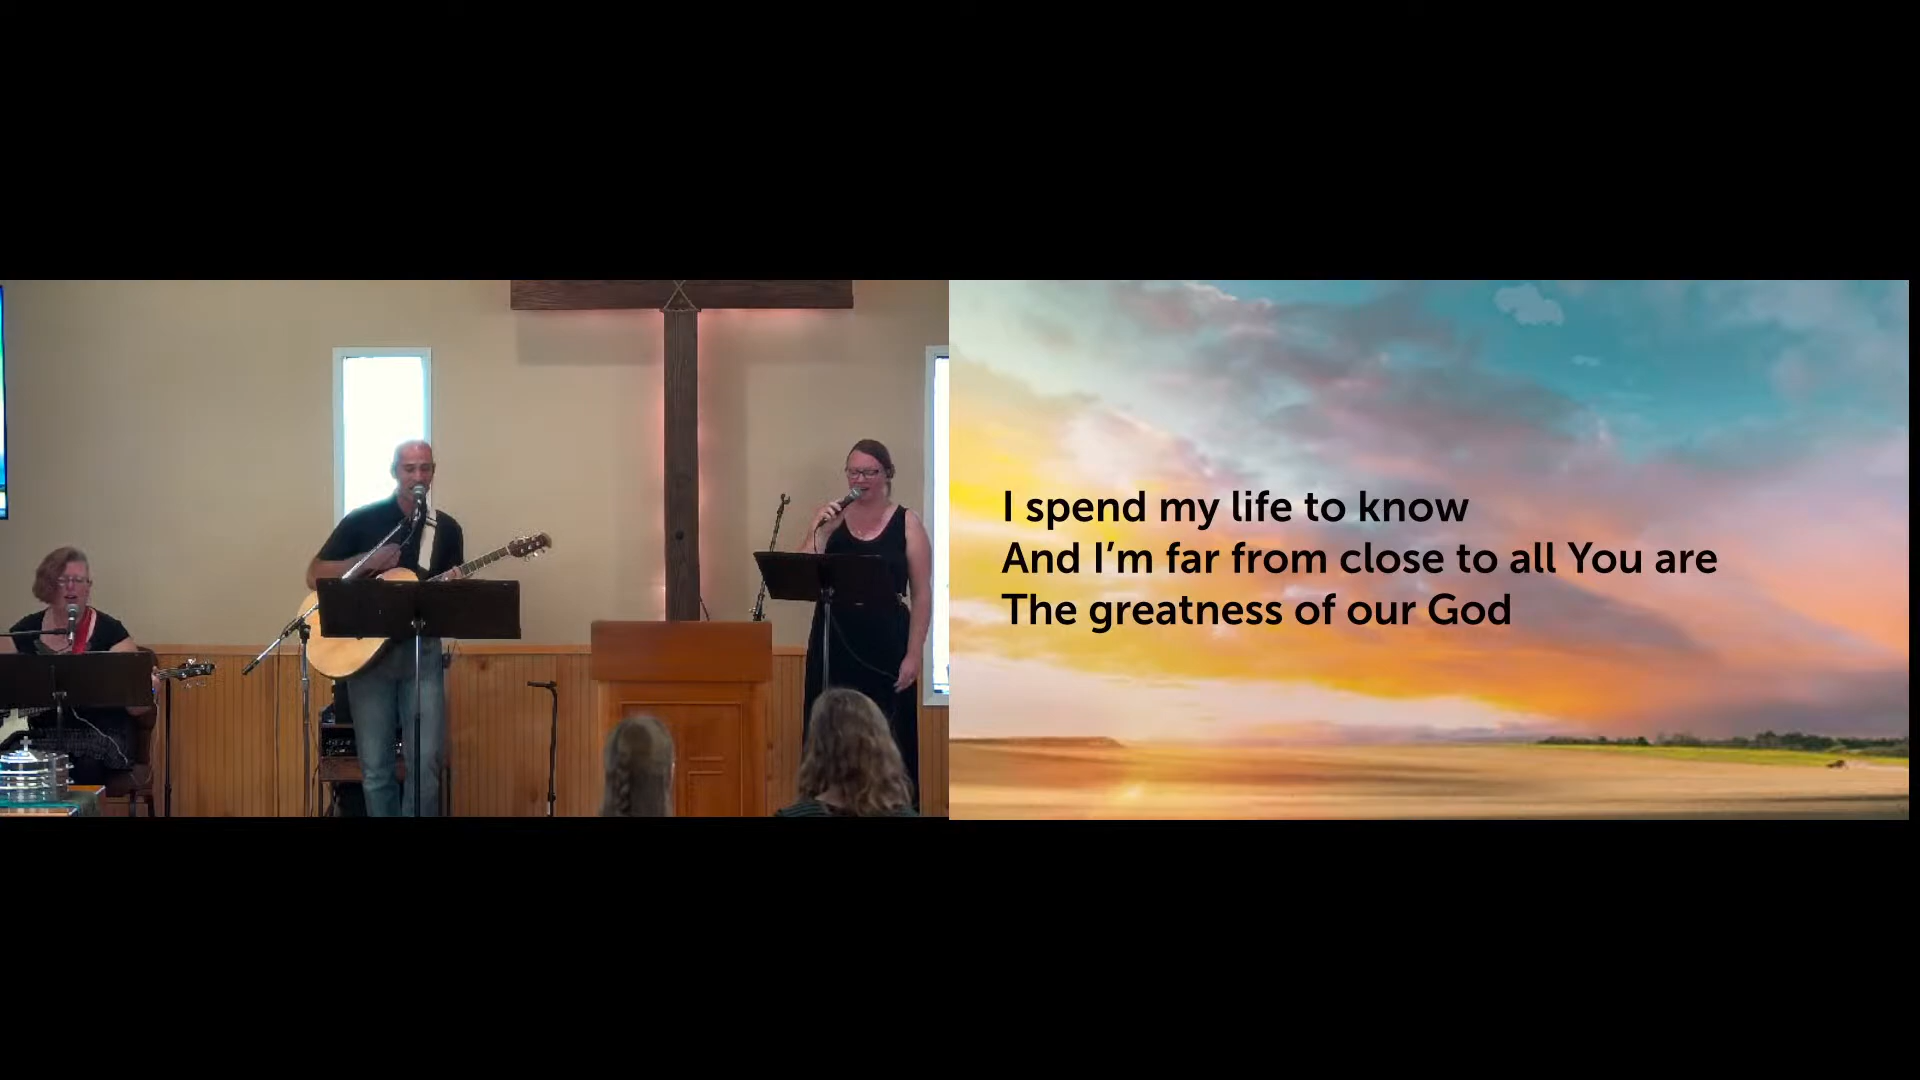 I spend my life to know
And I’m far from close to all You are
The greatness of our God